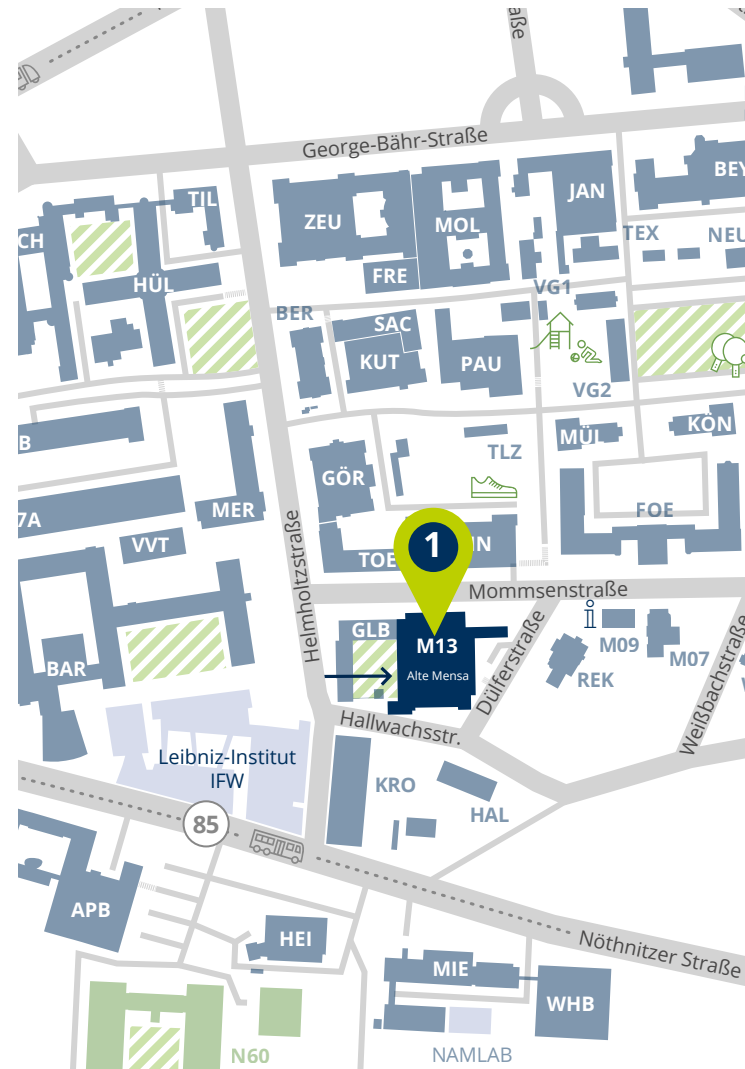 aße
George-Bähr-Straße
TIL
ZEU
MOL
JAN
BEY
CH
TEX
NEU
HÜL
FRE
VG1
BER
SAC
KUT
PAU
VG2
B
TLZ
MÜL
KÖN
GÖR
7A
MER
FOE
VVT
TOE
1
IN
Mommsenstraße
Helmholtzstraße
GLB
M13
Alte Mensa
BAR
Dülferstraße
i
M09
M07
REK
Weißbachstraße
Hallwachsstr.
Leibniz-Institut
IFW
KRO
HAL
85
APB
HEI
Nöthnitzer Straße
MIE
WHB
N60
NAMLAB